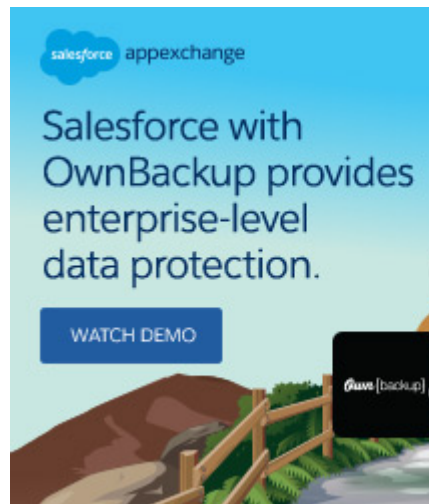 salesforce appexchange
Salesforce with
OwnBackup provides
enterprise-level
data protection.
WATCH DEMO
Own[backup]